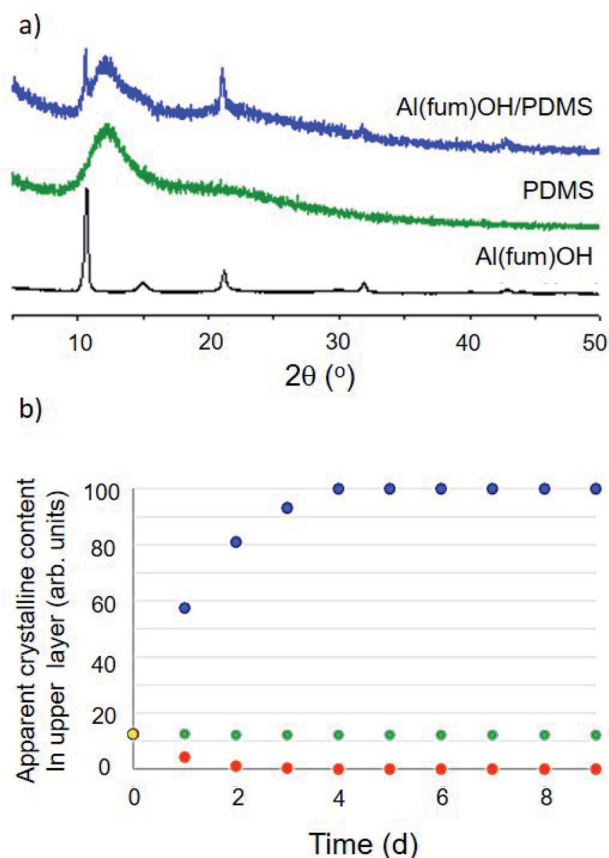 a)
Al(fum)OH/PDMS
PDMS
Al(fum)OH
10 20 30 40 50
2θ (º)
b)
100
80
60
40
20
0
Apparent crystalline content
In upper layer (arb. units)
0 2 4 6 8
Time (d)